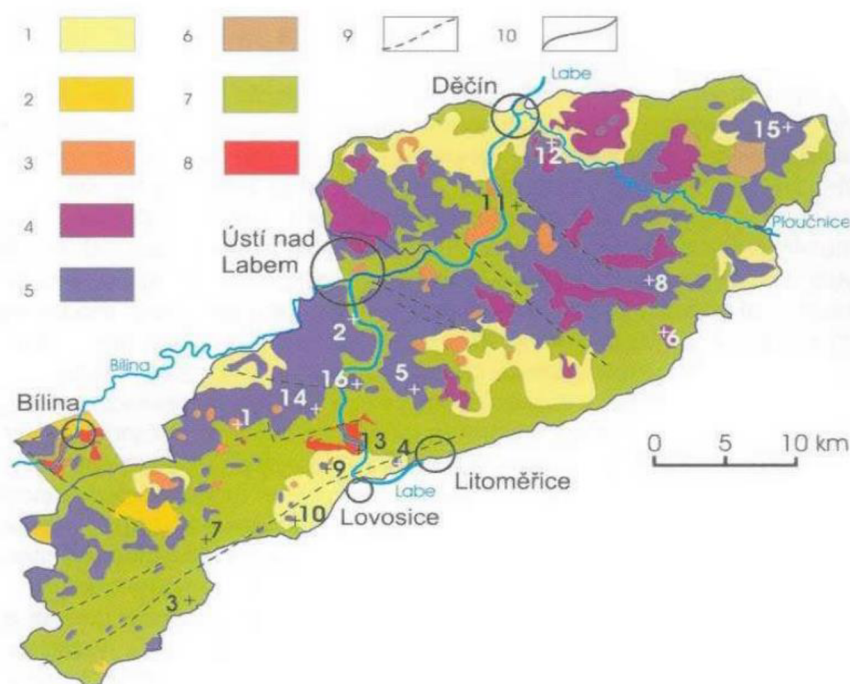 1 6 9 10
2 7
3 8
4
5
Děčín
Labe
15
12
11
Ploučnice
Ústí nad
Labem
8
2
6
Bílina
16
5
Bílina
14
1
13
4
0 5 10 km
9
Litoměřice
Labe
10
Lovosice
7
3